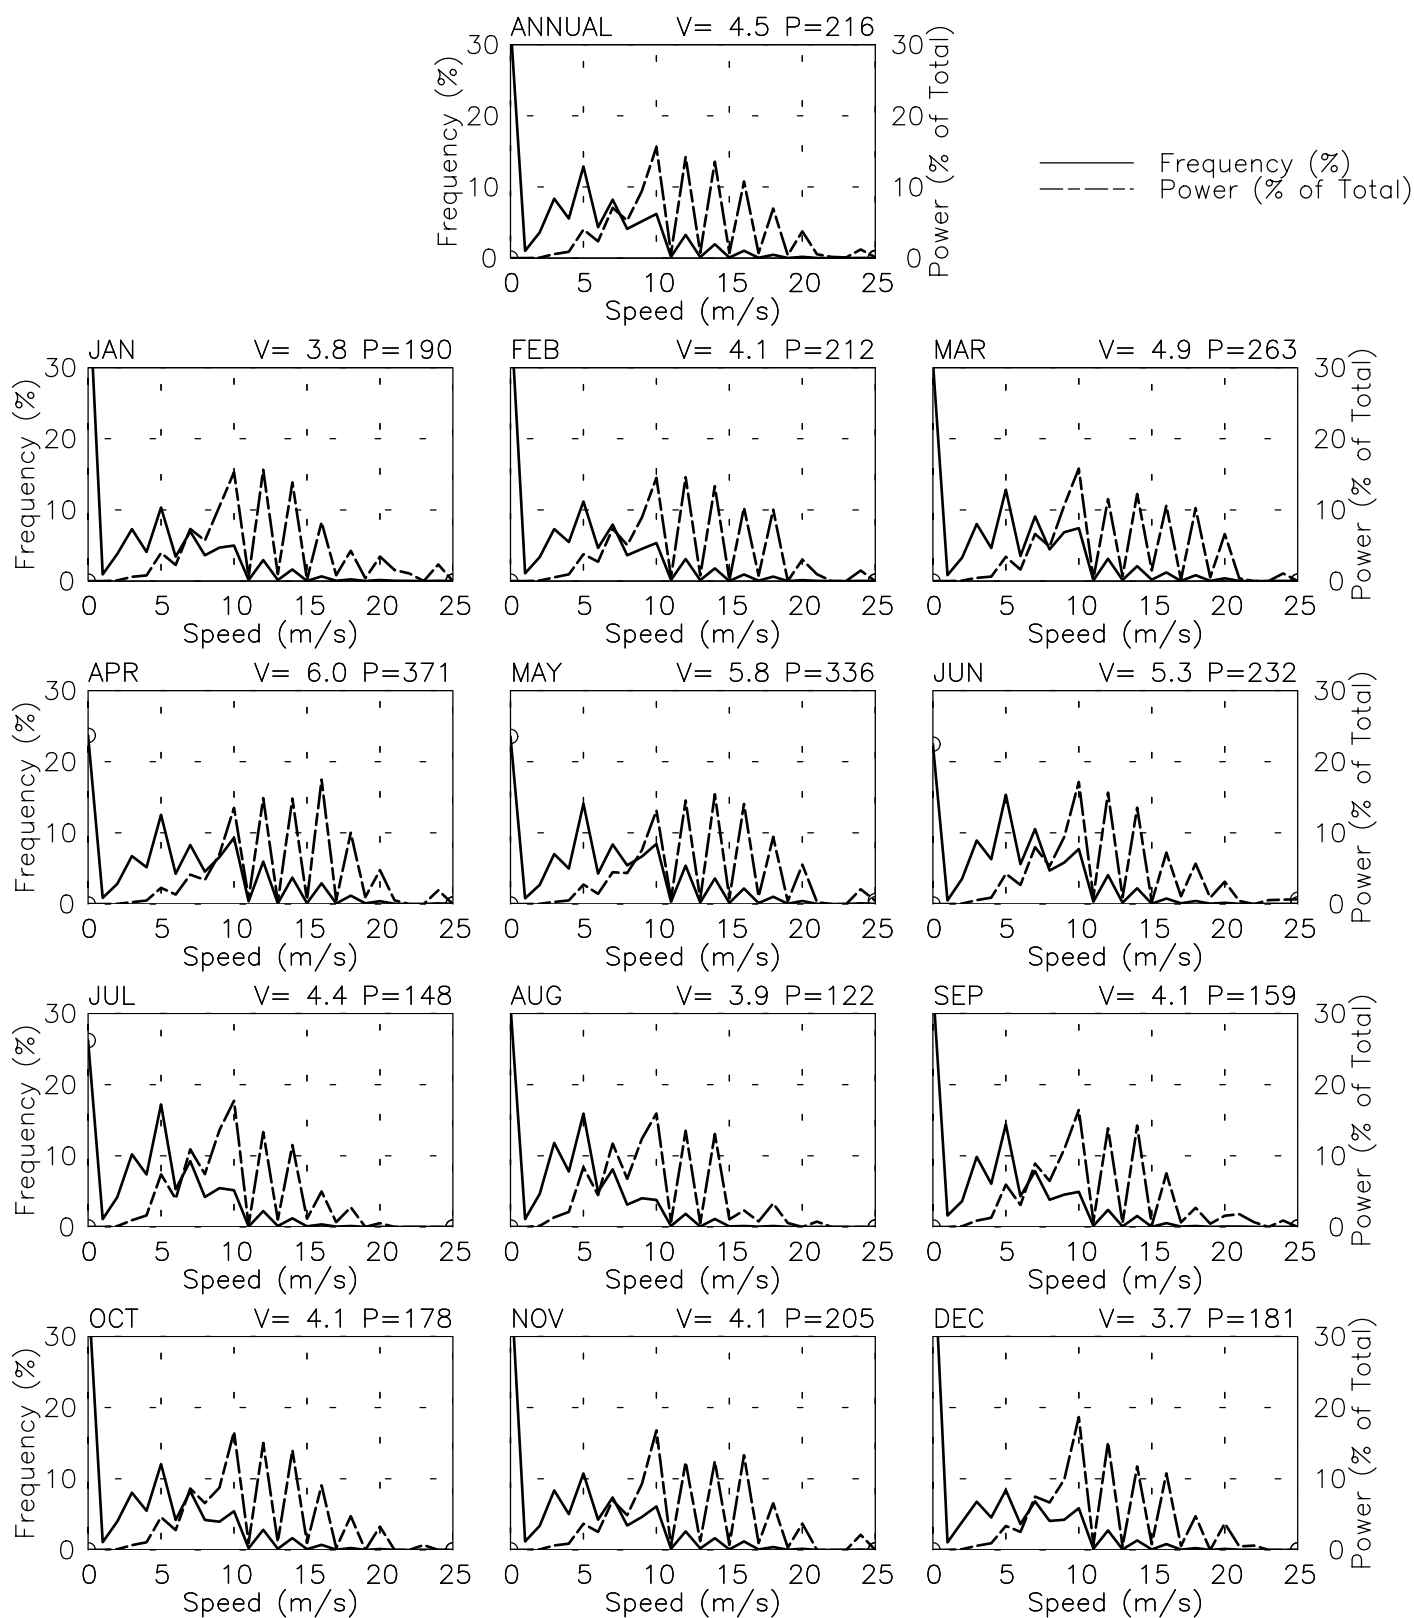 ANNUAL V= 4.5 P=216
30 30
20 20
10 10
0 0
Frequency (%)
Power (% of Total)
0 5 10 15 20 25
Speed (m/s)
Frequency (%)
Power (% of Total)
JAN V= 3.8 P=190 FEB V= 4.1 P=212 MAR V= 4.9 P=263
30 30
20 20
10 10
0 0
Frequency (%)
Power (% of Total)
0 5 10 15 20 25 0 5 10 15 20 25 0 5 10 15 20 25
Speed (m/s) Speed (m/s) Speed (m/s)
APR V= 6.0 P=371 MAY V= 5.8 P=336 JUN V= 5.3 P=232
30 30
20 20
10 10
0 0
Frequency (%)
Power (% of Total)
0 5 10 15 20 25 0 5 10 15 20 25 0 5 10 15 20 25
Speed (m/s) Speed (m/s) Speed (m/s)
JUL V= 4.4 P=148 AUG V= 3.9 P=122 SEP V= 4.1 P=159
30 30
20 20
10 10
0 0
Frequency (%)
Power (% of Total)
0 5 10 15 20 25 0 5 10 15 20 25 0 5 10 15 20 25
Speed (m/s) Speed (m/s) Speed (m/s)
OCT V= 4.1 P=178 NOV V= 4.1 P=205 DEC V= 3.7 P=181
30 30
20 20
10 10
0 0
Frequency (%)
Power (% of Total)
0 5 10 15 20 25 0 5 10 15 20 25 0 5 10 15 20 25
Speed (m/s) Speed (m/s) Speed (m/s)